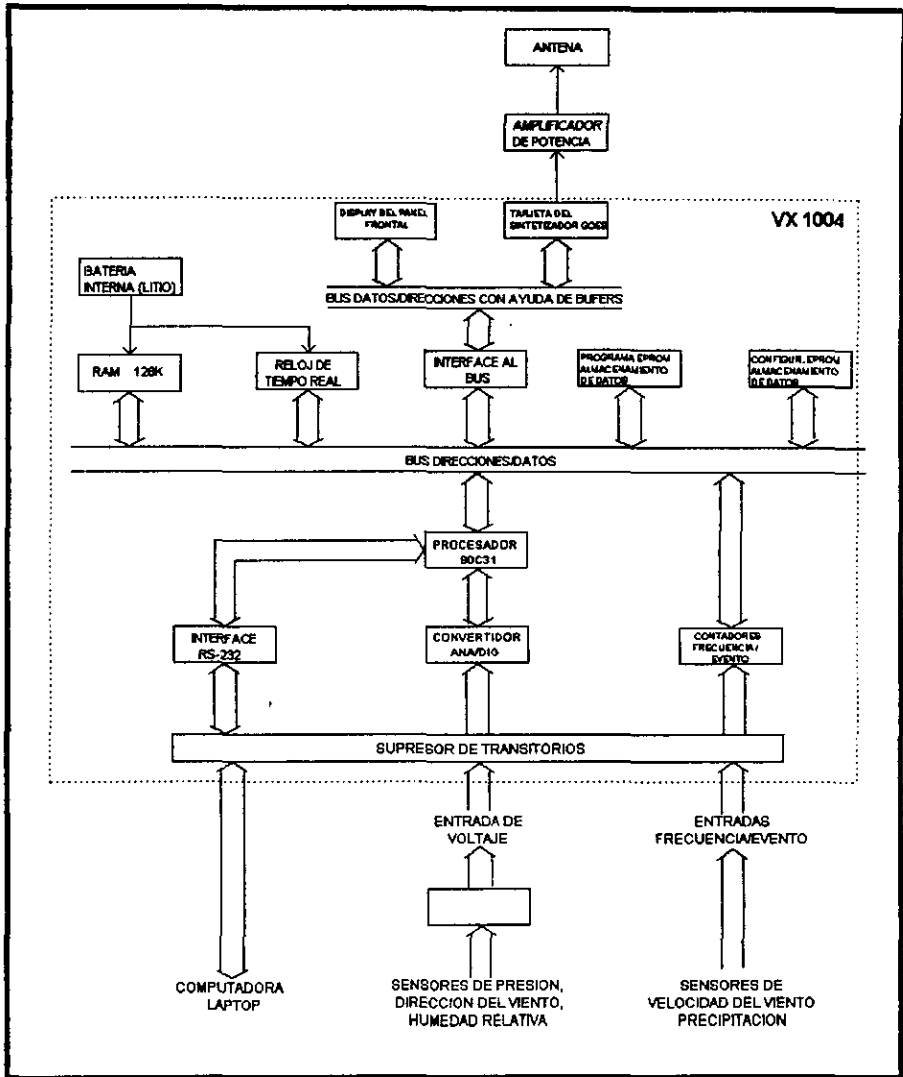 ANTENA
AMPLIFICADOR
DE POTENCIA
VX 1004
DISPLAY DEL PANEL
FRONTAL
TARJETA DEL
SINTETIZADOR GOES
BATERIA
INTERNA (LITIO)
BUS DATOS/DIRECCIONES CON AYUDA DE BUFERS
RAM 128K
RELOJ DE
TIEMPO REAL
INTERFACE AL
BUS
PROGRAMA EPROM
ALMACENAMIENTO
DE DATOS
CONFIGUR. EPROM
ALMACENAMIENTO
DE DATOS
BUS DIRECCIONES/DATOS
PROCESADOR
80C31
INTERFACE
RS-232
CONVERTIDOR
ANA/DIG
CONTADORES
FRECUENCIA/
EVENTO
SUPRESOR DE TRANSITORIOS
ENTRADA DE
VOLTAJE
ENTRADAS
FRECUENCIA/EVENTO
COMPUTADORA
LAPTOP
SENSORES DE PRESION,
DIRECCION DEL VIENTO,
HUMEDAD RELATIVA
SENSORES DE
VELOCIDAD DEL VIENTO
PRECIPITACION